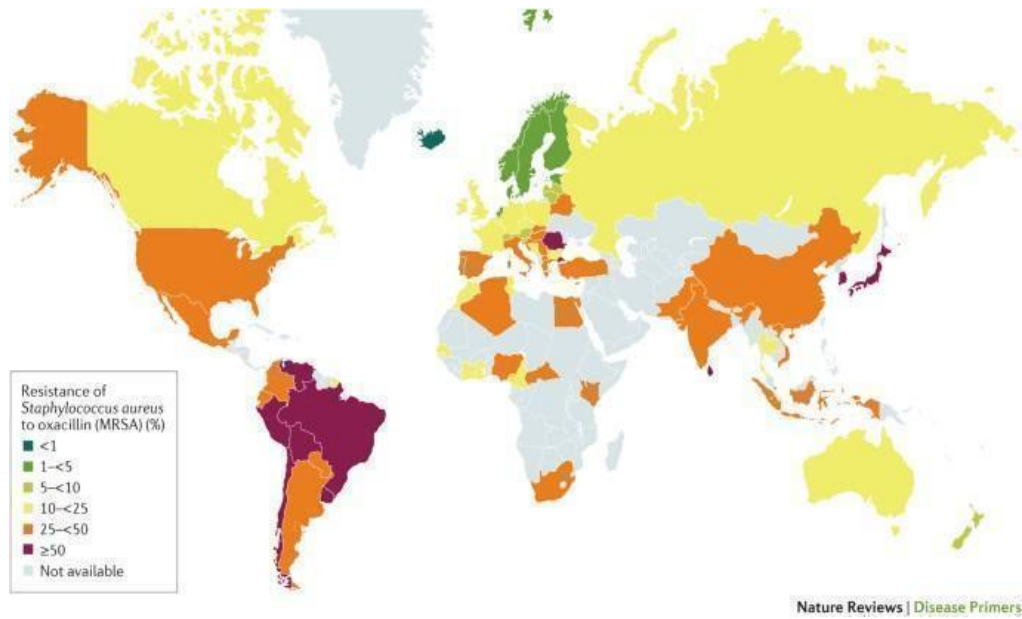 Resistance of
Staphylococcus aureus
to oxacillin (MRSA) (%)
<1
1–<5
5–<10
10–<25
25–<50
≥50
Not available
Nature Reviews | Disease Primers